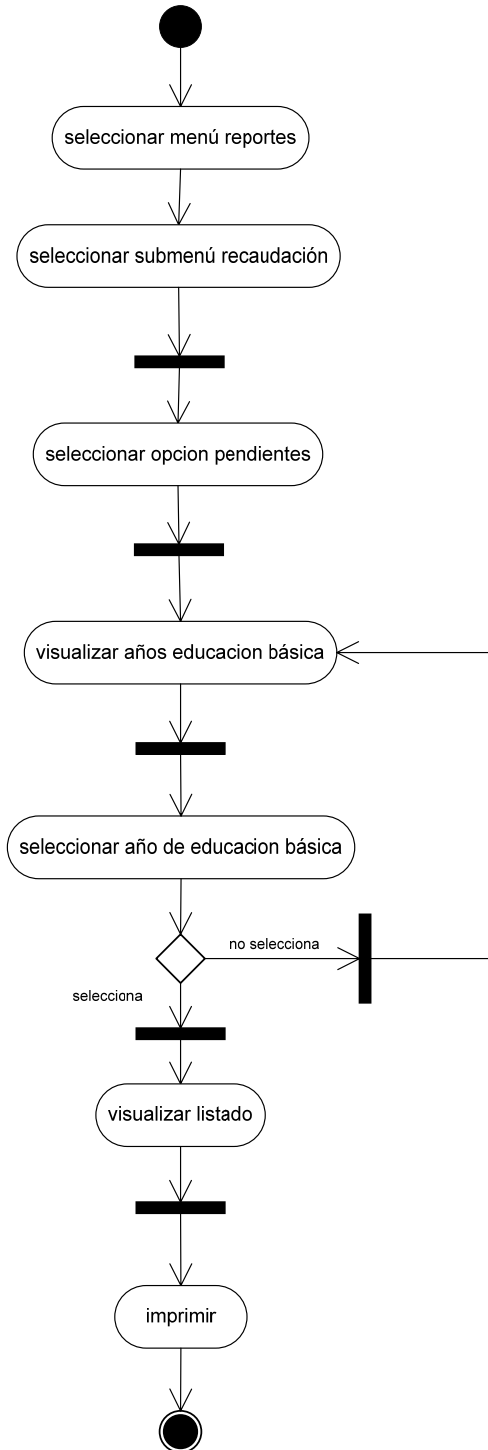 seleccionar menú reportes
seleccionar submenú recaudación
seleccionar opcion pendientes
visualizar años educacion básica
seleccionar año de educacion básica
no selecciona
selecciona
visualizar listado
imprimir